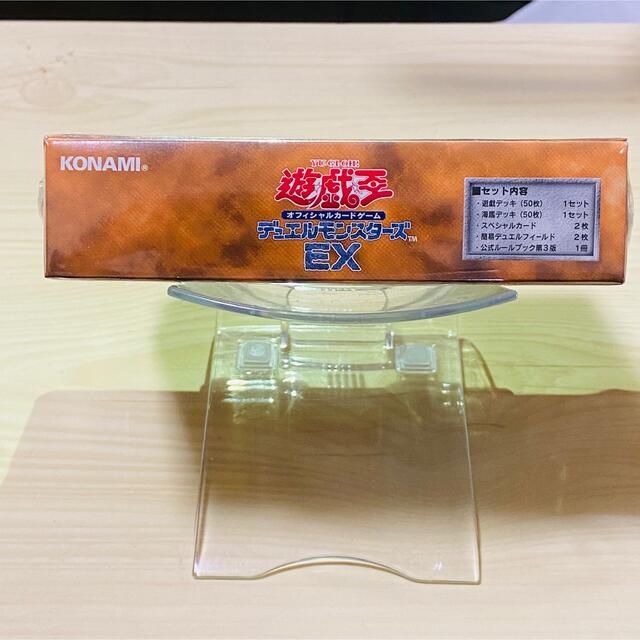 KONAMI®
YU-GI-OH!
遊戯王
オフィシャルカードゲーム
デュエルモンスターズ™
EX
■セット内容
・遊戯デッキ（50枚） 1セット
・海馬デッキ（50枚） 1セット
・スペシャルカード 2枚
・簡易デュエルフィールド 2枚
・公式ルールブック第3版 1冊